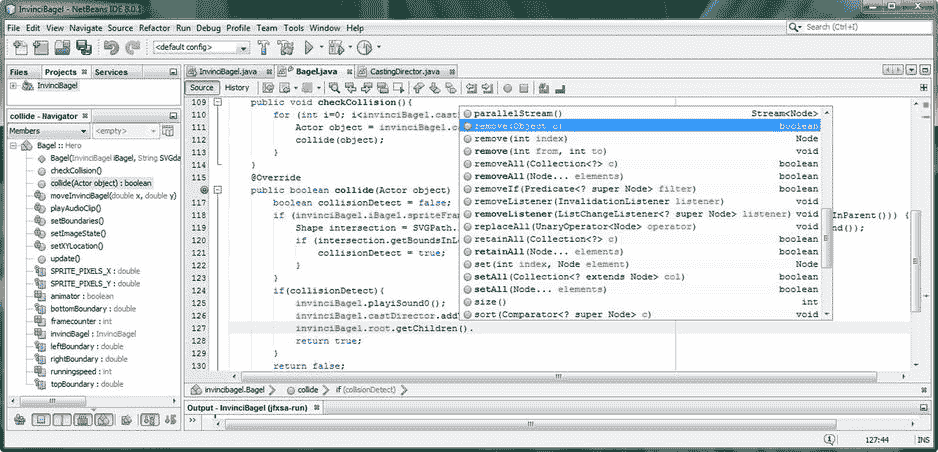 InvinciBagel - NetBeans IDE 8.0.1
File Edit View Navigate Source Refactor Run Debug Profile Team Tools Window Help
Search (Ctrl+I)
<default config>
Files Projects Services
InvinciBagel
collide - Navigator
Members <empty>
Bagel :: Hero
Bagel(InvinciBagel iBagel, String SVGdat
checkCollision()
collide(Actor object) : boolean
moveInvinciBagel(double x, double y)
playAudioClip()
setBoundaries()
setImageState()
setXYLocation()
update()
SPRITE_PIXELS_X : double
SPRITE_PIXELS_Y : double
animator : boolean
bottomBoundary : double
framecounter : int
invinciBagel : InvinciBagel
leftBoundary : double
rightBoundary : double
runningspeed : int
topBoundary : double
InvinciBagel.java Bagel.java CastingDirector.java
Source History
109 public void checkCollision(){
110 for (int i=0; i<invinciBagel.cast
111 Actor object = invinciBagel.ca
112 collide(object);
113 }
114 }
115 @Override
public boolean collide(Actor object)
117 boolean collisionDetect = false;
118 if (invinciBagel.iBagel.spriteFram
InParent())) {
119 Shape intersection = SVGPath.
nd());
120 if (intersection.getBoundsInLo
121 collisionDetect = true;
122 }
123 }
124 if(collisionDetect){
125 invinciBagel.playiSound0();
126 invinciBagel.castDirector.addT
127 invinciBagel.root.getChildren().
128 return true;
129 }
130 return false;
parallelStream() Stream<Node>
remove(Object o) boolean
remove(int index) Node
remove(int from, int to) void
removeAll(Collection<?> c) boolean
removeAll(Node... elements) boolean
removeIf(Predicate<? super Node> filter) boolean
removeListener(InvalidationListener listener) void
removeListener(ListChangeListener<? super Node> listener) void
replaceAll(UnaryOperator<Node> operator) void
retainAll(Collection<?> c) boolean
retainAll(Node... elements) boolean
set(int index, Node element) Node
setAll(Collection<? extends Node> col) boolean
setAll(Node... elements) boolean
size() int
sort(Comparator<? super Node> c) void
invincibagel.Bagel collide if (collisionDetect)
Output - InvinciBagel (jfxsa-run)
127:44 INS